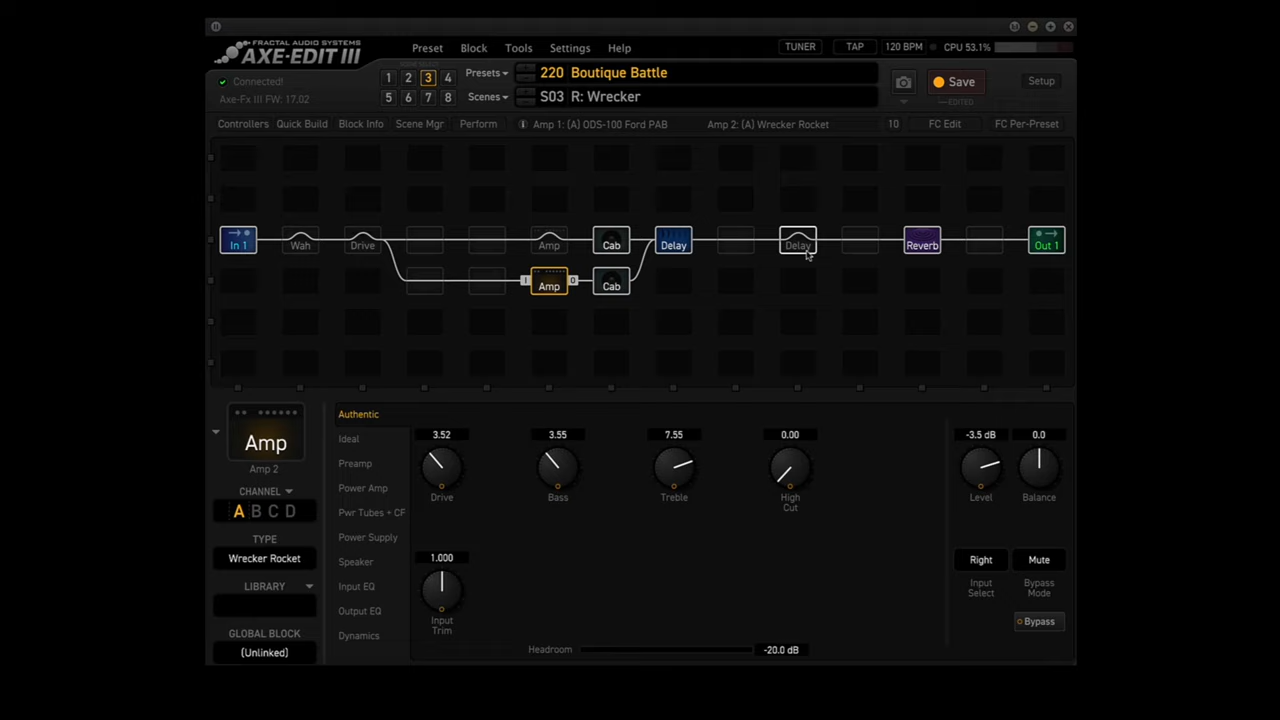 FRACTAL AUDIO SYSTEMS
AXE-EDIT III
Preset Block Tools Settings Help
TUNER TAP 120 BPM CPU 53.1%
Connected!
Axe-Fx III FW: 17.02
SCENE SELECT
1 2 3 4
5 6 7 8
Presets 220 Boutique Battle
Scenes S03 R: Wrecker
Save
EDITED
Setup
Controllers Quick Build Block Info Scene Mgr Perform Amp 1: (A) ODS-100 Ford PAB Amp 2: (A) Wrecker Rocket 10 FC Edit FC Per-Preset
In 1 Wah Drive Amp Cab Delay Delay Reverb Out 1
I Amp O Cab
Amp
Amp 2
CHANNEL
A B C D
TYPE
Wrecker Rocket
LIBRARY
GLOBAL BLOCK
(Unlinked)
Authentic
Ideal
Preamp
Power Amp
Pwr Tubes + CF
Power Supply
Speaker
Input EQ
Output EQ
Dynamics
3.52 3.55 7.55 0.00 -3.5 dB 0.0
Drive Bass Treble High Cut Level Balance
1.000
Input Trim
Right Mute
Input Select Bypass Mode
Bypass
Headroom -20.0 dB